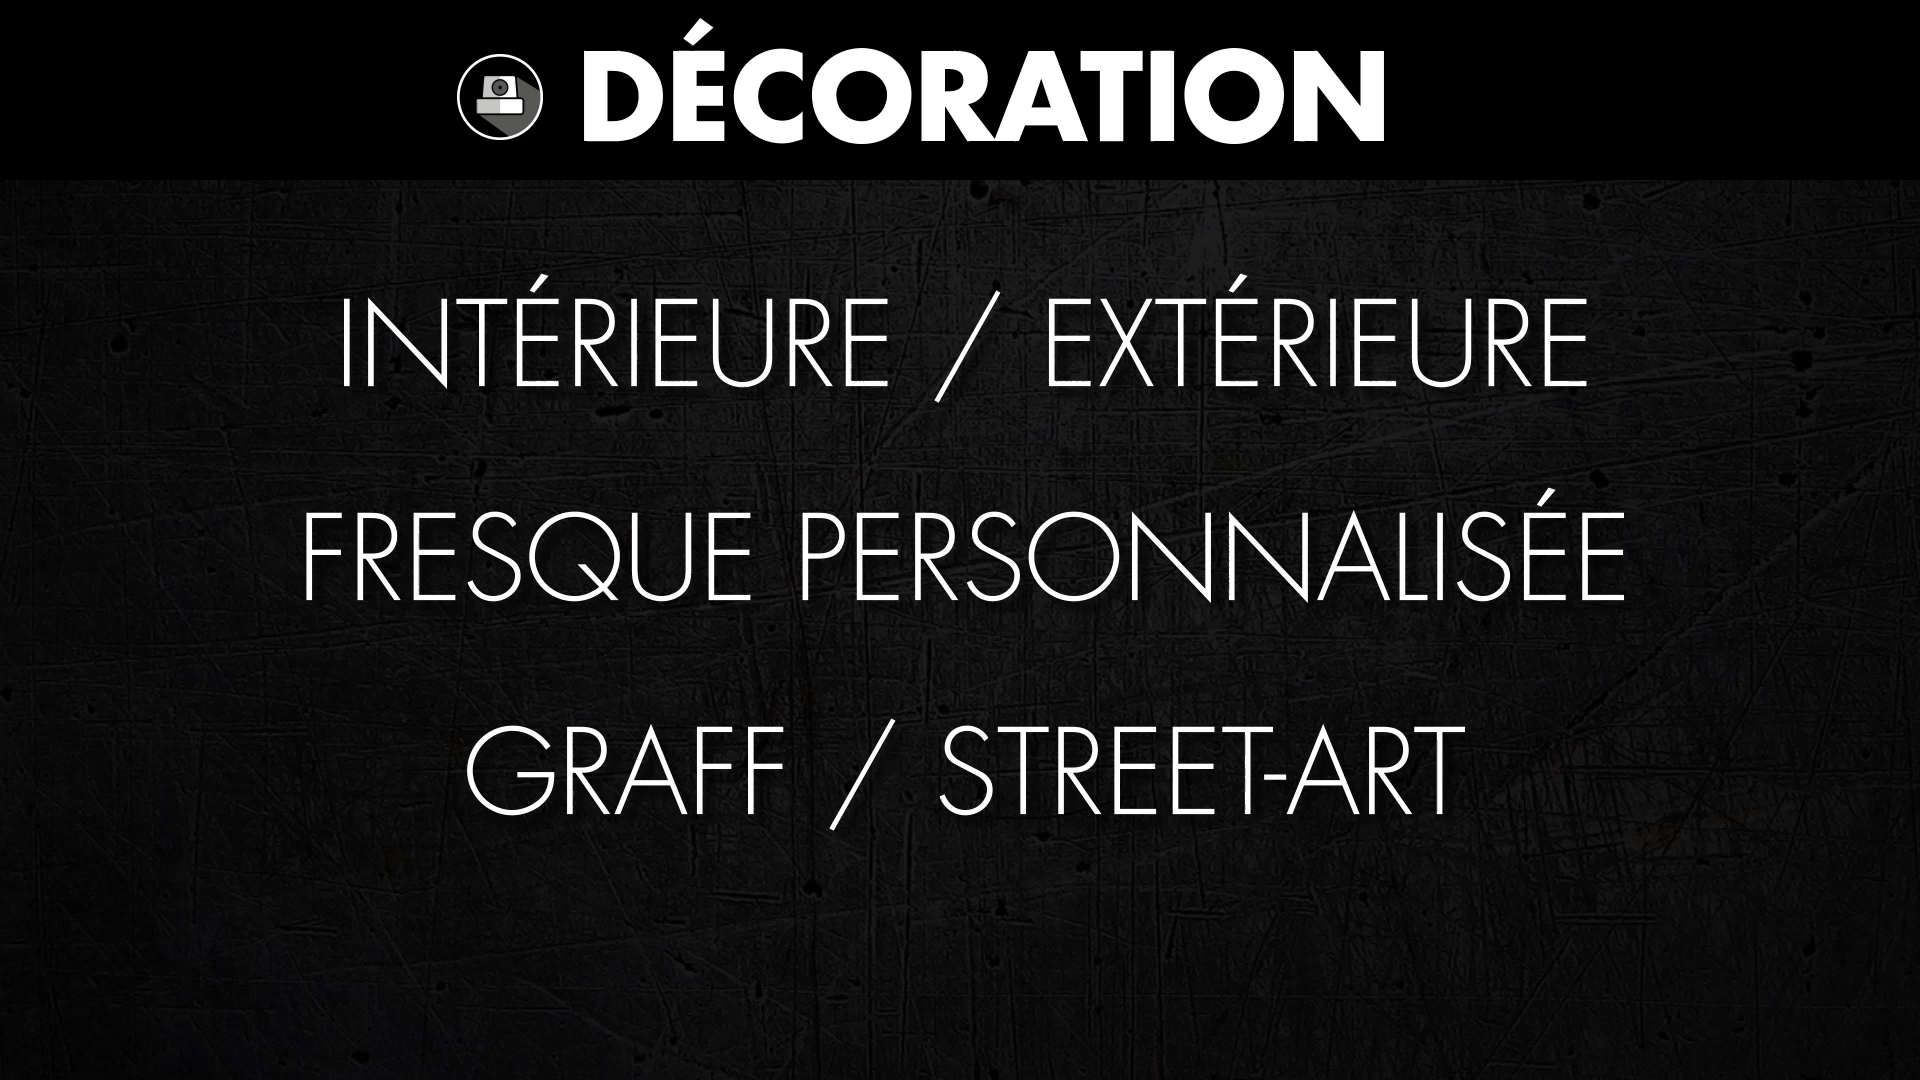 DÉCORATION
INTÉRIEURE / EXTÉRIEURE
FRESQUE PERSONNALISÉE
GRAFF / STREET-ART